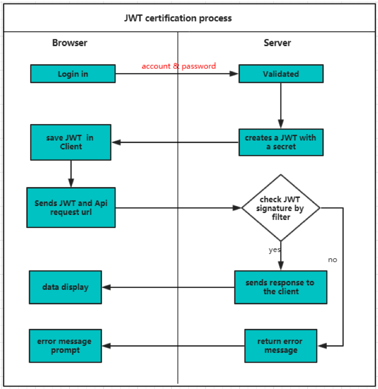 JWT certification process
Browser
Server
Login in
account & password
Validated
save JWT in
Client
creates a JWT with
a secret
Sends JWT and Api
request url
check JWT
signature by
filter
yes
no
data display
sends response to
the client
error message
prompt
return error
message